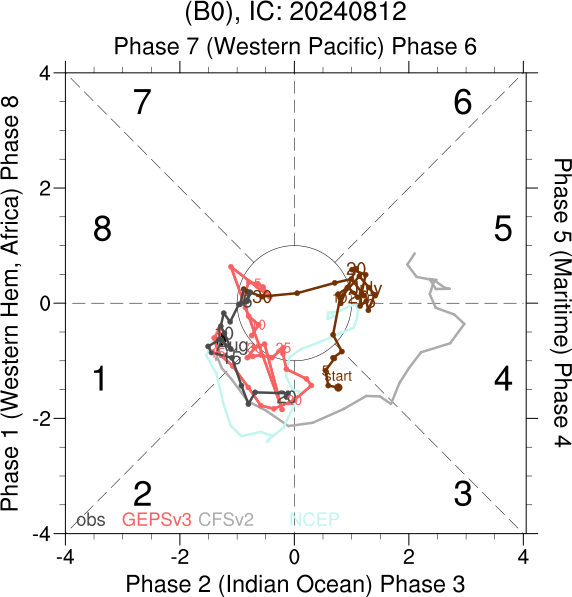 (B0), IC: 20240812
Phase 7 (Western Pacific) Phase 6
Phase 1 (Western Hem, Africa) Phase 8
Phase 5 (Maritime) Phase 4
4
2
0
-2
-4
7
6
8
5
1
4
2
3
20
30
start
25
20
obs GEPSv3 CFSv2 NCEP
-4 -2 0 2 4
Phase 2 (Indian Ocean) Phase 3